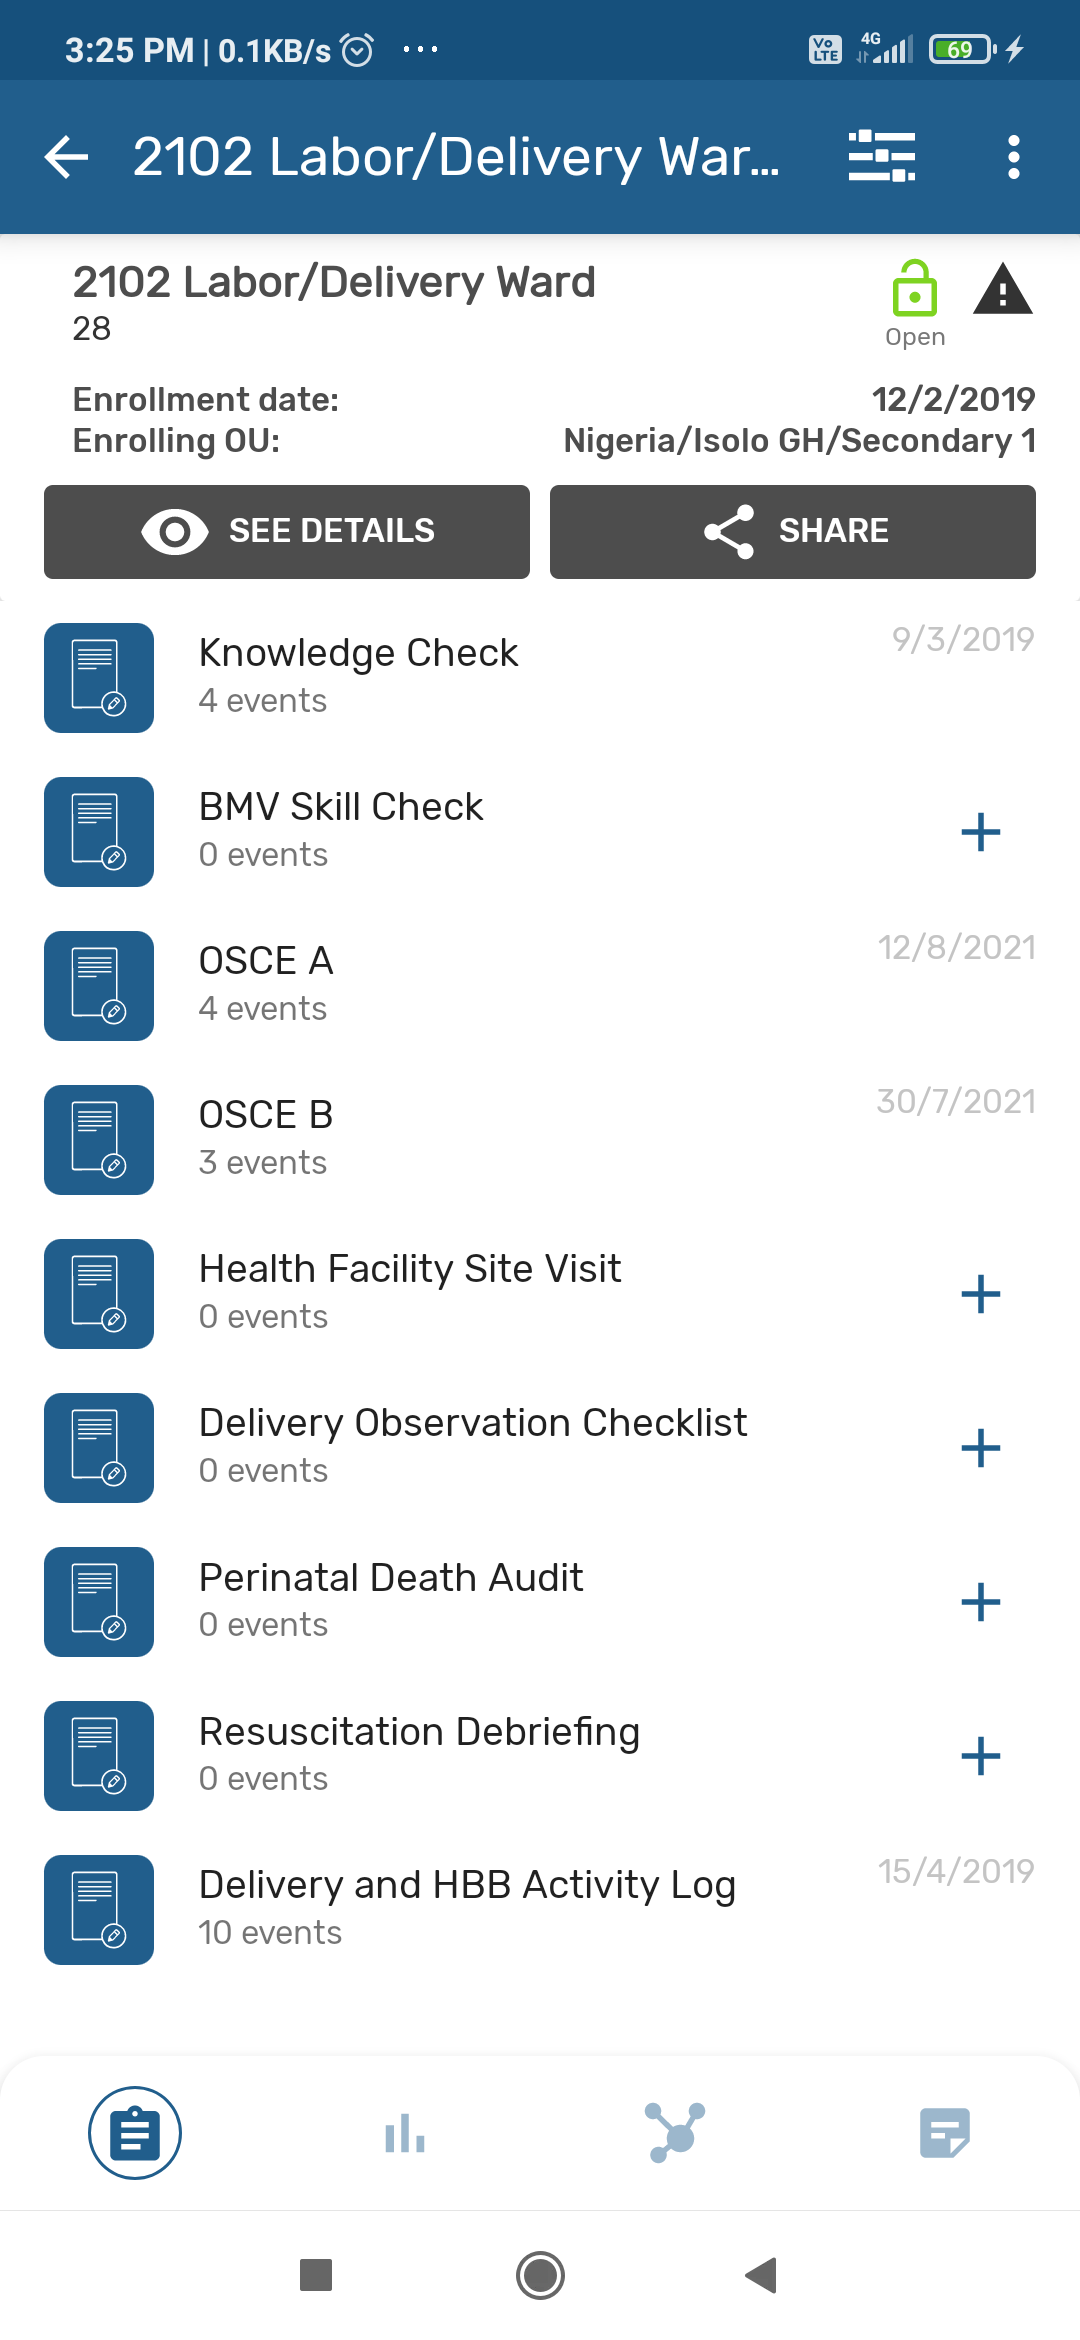 3:25 PM | 0.1KB/s ...
Vo LTE 4G 69
2102 Labor/Delivery War...
2102 Labor/Delivery Ward
28
Open
Enrollment date: 12/2/2019
Enrolling OU: Nigeria/Isolo GH/Secondary 1
SEE DETAILS SHARE
Knowledge Check 9/3/2019
4 events
BMV Skill Check
0 events
OSCE A 12/8/2021
4 events
OSCE B 30/7/2021
3 events
Health Facility Site Visit
0 events
Delivery Observation Checklist
0 events
Perinatal Death Audit
0 events
Resuscitation Debriefing
0 events
Delivery and HBB Activity Log 15/4/2019
10 events